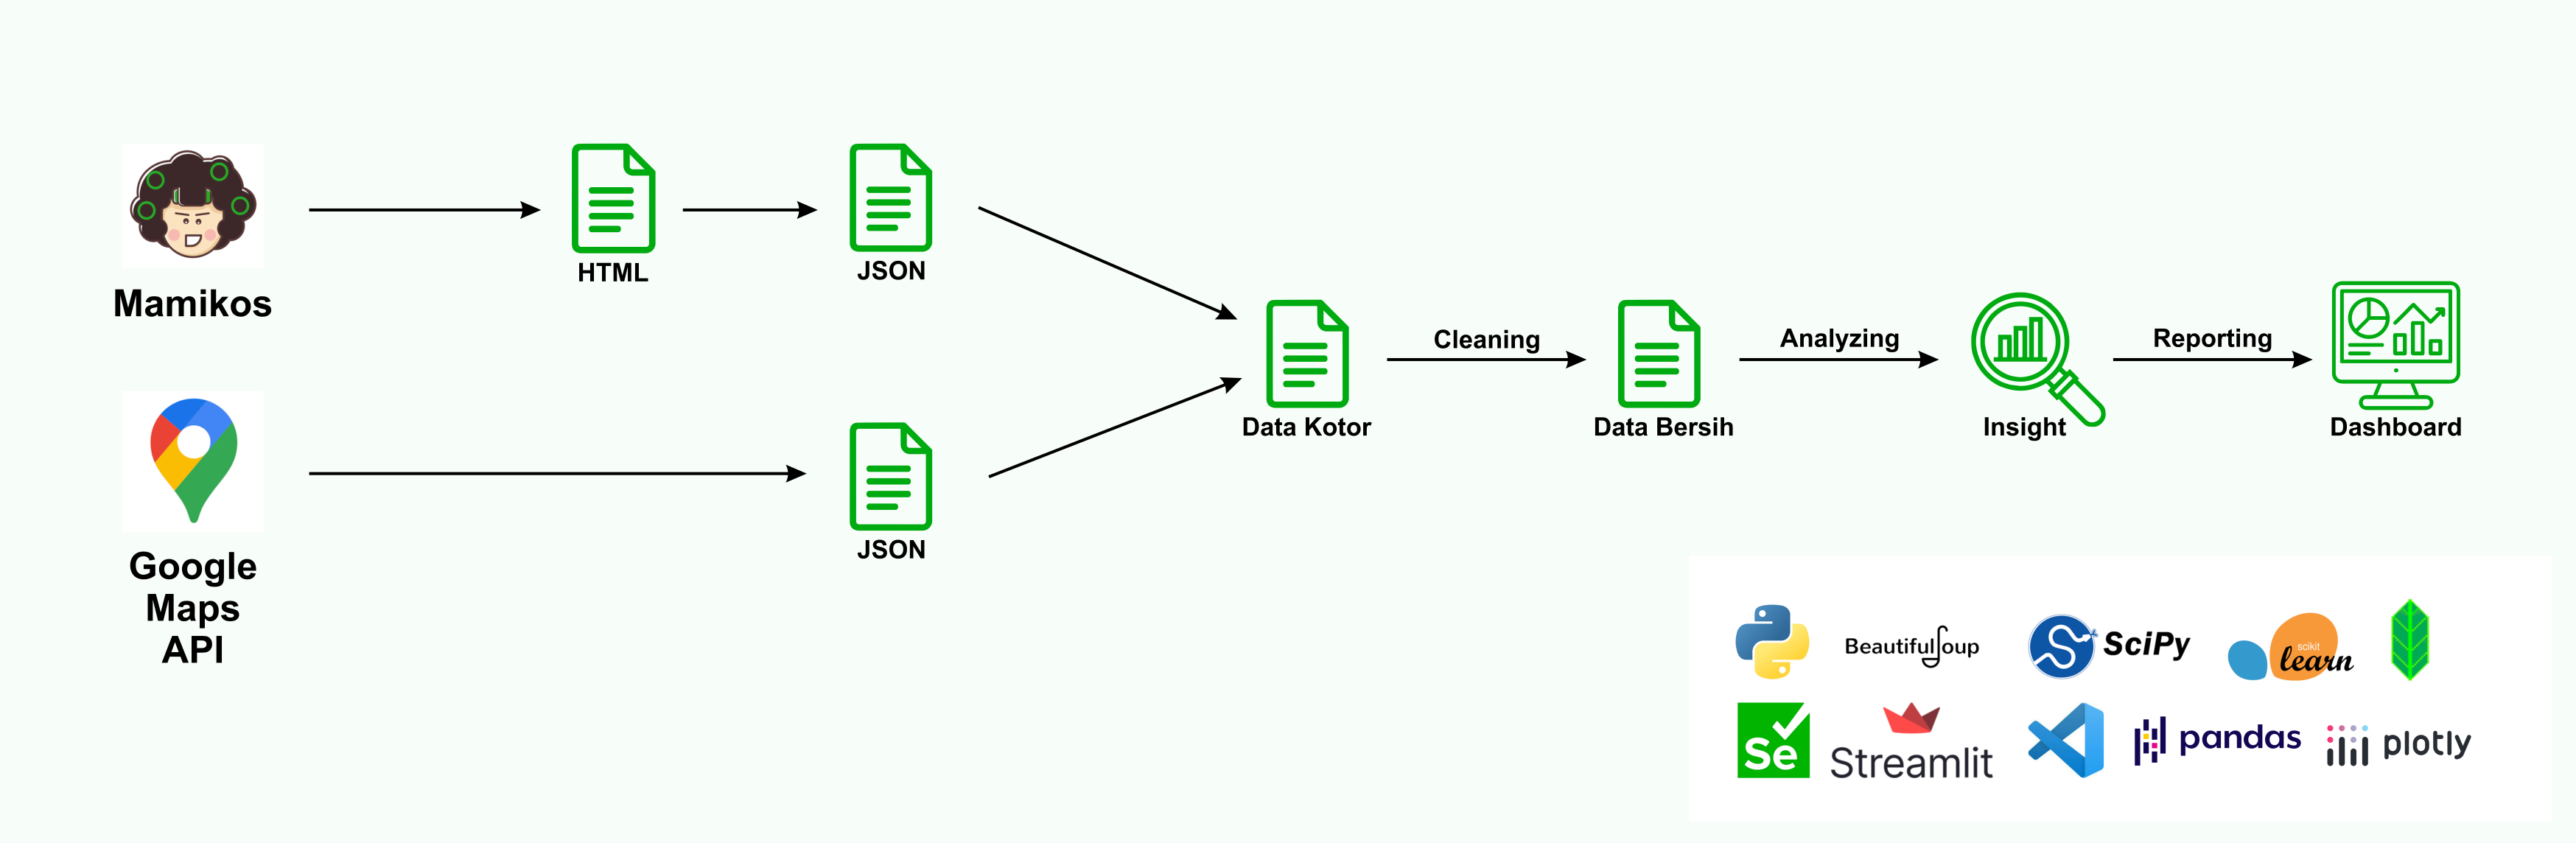 Mamikos
HTML
JSON
Google
Maps
API
JSON
Data Kotor
Cleaning
Data Bersih
Analyzing
Insight
Reporting
Dashboard
BeautifulSoup
SciPy
scikit
learn
Se
Streamlit
pandas
plotly